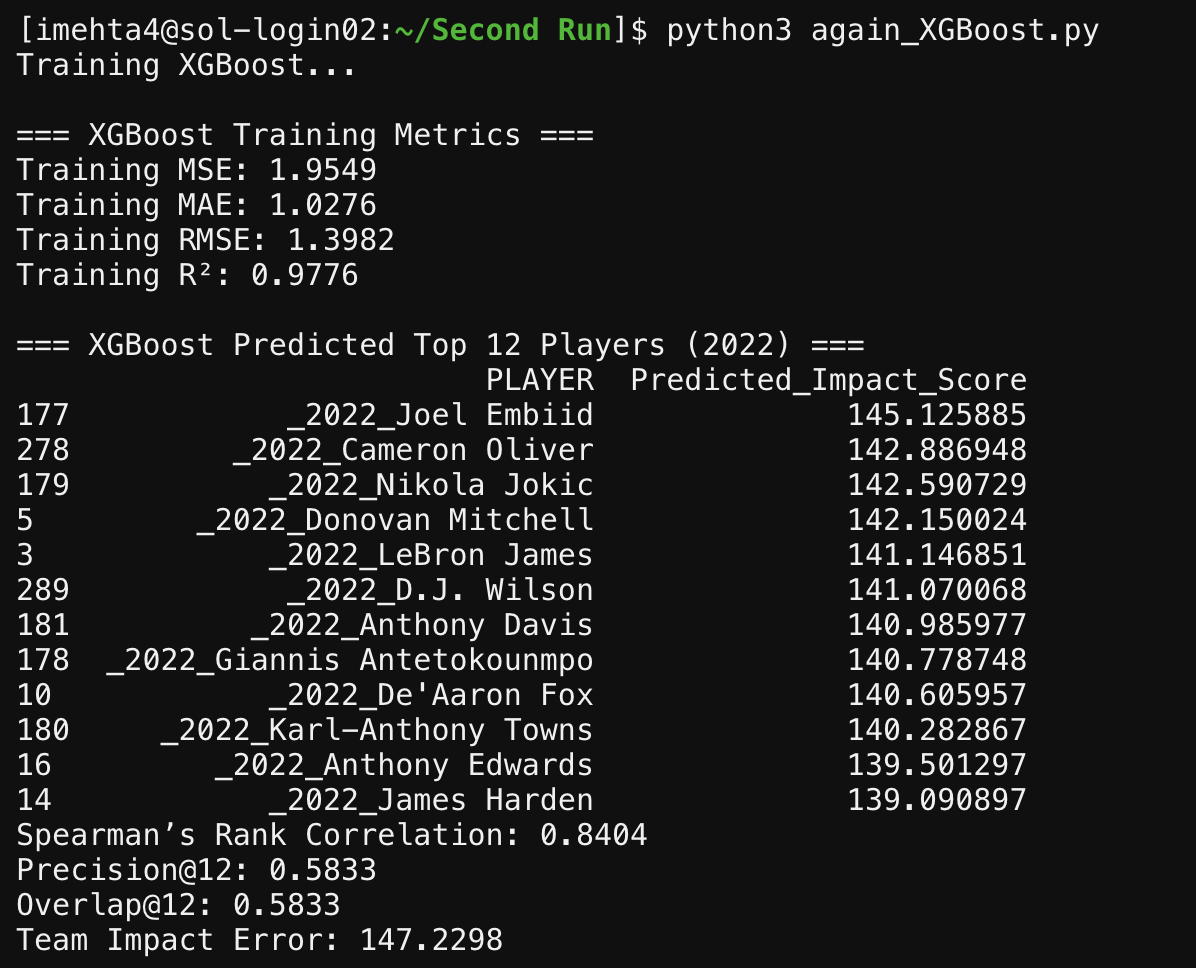 [imehta4@sol-login02:~/Second Run]$ python3 again_XGBoost.py
Training XGBoost...
=== XGBoost Training Metrics ===
Training MSE: 1.9549
Training MAE: 1.0276
Training RMSE: 1.3982
Training R²: 0.9776
=== XGBoost Predicted Top 12 Players (2022) ===
PLAYER  Predicted_Impact_Score
177 _2022_Joel Embiid 145.125885
278 _2022_Cameron Oliver 142.886948
179 _2022_Nikola Jokic 142.590729
5 _2022_Donovan Mitchell 142.150024
3 _2022_LeBron James 141.146851
289 _2022_D.J. Wilson 141.070068
181 _2022_Anthony Davis 140.985977
178 _2022_Giannis Antetokounmpo 140.778748
10 _2022_De'Aaron Fox 140.605957
180 _2022_Karl-Anthony Towns 140.282867
16 _2022_Anthony Edwards 139.501297
14 _2022_James Harden 139.090897
Spearman’s Rank Correlation: 0.8404
Precision@12: 0.5833
Overlap@12: 0.5833
Team Impact Error: 147.2298